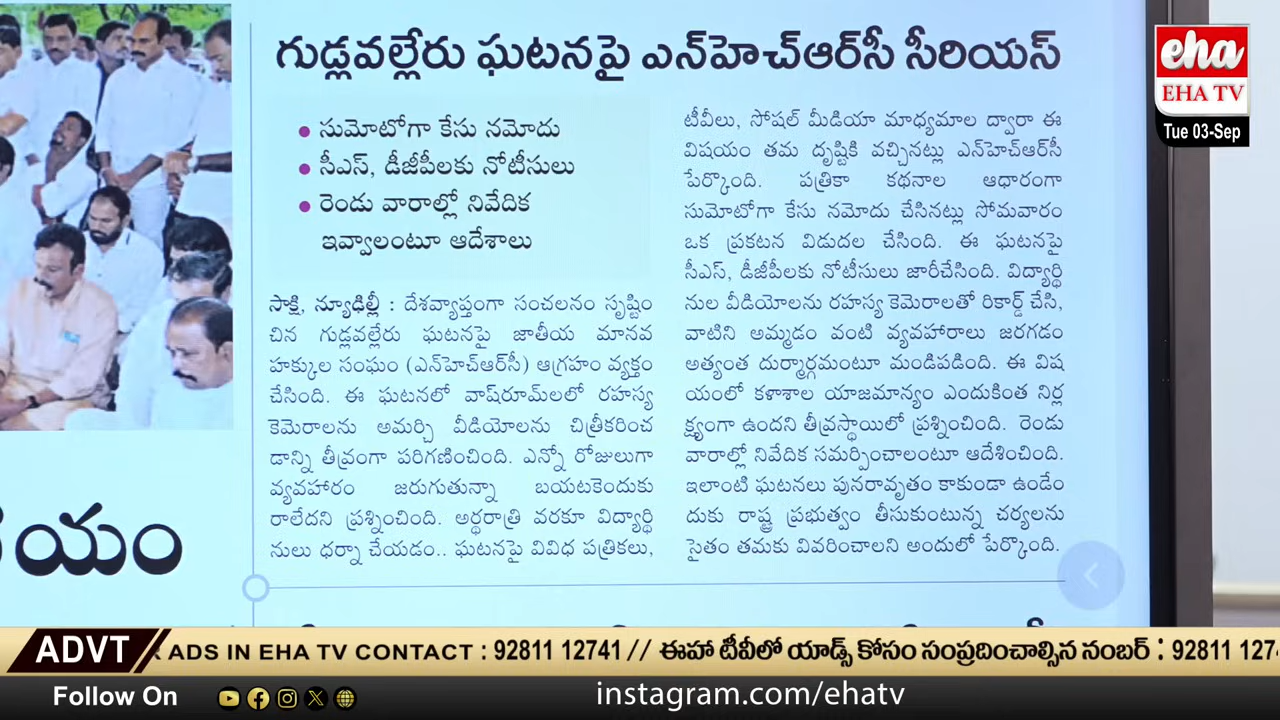 గుడ్లవల్లేరు ఘటనపై ఎన్‌హెచ్‌ఆర్‌సీ సీరియస్
● సుమోటోగా కేసు నమోదు
● సీఎస్, డీజీపీలకు నోటీసులు
● రెండు వారాల్లో నివేదిక
ఇవ్వాలంటూ ఆదేశాలు
సాక్షి, న్యూఢిల్లీ : దేశవ్యాప్తంగా సంచలనం సృష్టిం
చిన గుడ్లవల్లేరు ఘటనపై జాతీయ మానవ
హక్కుల సంఘం (ఎన్‌హెచ్‌ఆర్‌సీ) ఆగ్రహం వ్యక్తం
చేసింది. ఈ ఘటనలో వాష్‌రూమ్‌లలో రహస్య
కెమెరాలను అమర్చి వీడియోలను చిత్రీకరించ
డాన్ని తీవ్రంగా పరిగణించింది. ఎన్నో రోజులుగా
వ్యవహారం జరుగుతున్నా బయటకెందుకు
రాలేదని ప్రశ్నించింది. అర్ధరాత్రి వరకూ విద్యార్థి
నులు ధర్నా చేయడం.. ఘటనపై వివిధ పత్రికలు,
టీవీలు, సోషల్ మీడియా మాధ్యమాల ద్వారా ఈ
విషయం తమ దృష్టికి వచ్చినట్లు ఎన్‌హెచ్‌ఆర్‌సీ
పేర్కొంది. పత్రికా కథనాల ఆధారంగా
సుమోటోగా కేసు నమోదు చేసినట్లు సోమవారం
ఒక ప్రకటన విడుదల చేసింది. ఈ ఘటనపై
సీఎస్, డీజీపీలకు నోటీసులు జారీచేసింది. విద్యార్థి
నుల వీడియోలను రహస్య కెమెరాలతో రికార్డ్ చేసి,
వాటిని అమ్మడం వంటి వ్యవహారాలు జరగడం
అత్యంత దుర్మార్గమంటూ మండిపడింది. ఈ విష
యంలో కళాశాల యాజమాన్యం ఎందుకింత నిర్ల
క్ష్యంగా ఉందని తీవ్రస్థాయిలో ప్రశ్నించింది. రెండు
వారాల్లో నివేదిక సమర్పించాలంటూ ఆదేశించింది.
ఇలాంటి ఘటనలు పునరావృతం కాకుండా ఉండేం
దుకు రాష్ట్ర ప్రభుత్వం తీసుకుంటున్న చర్యలను
సైతం తమకు వివరించాలని అందులో పేర్కొంది.
eha
EHA TV
Tue 03-Sep
యం
ADVT
ADS IN EHA TV CONTACT : 92811 12741 // ఈహా టీవీలో యాడ్స్ కోసం సంప్రదించాల్సిన నంబర్ : 92811 127
Follow On
instagram.com/ehatv